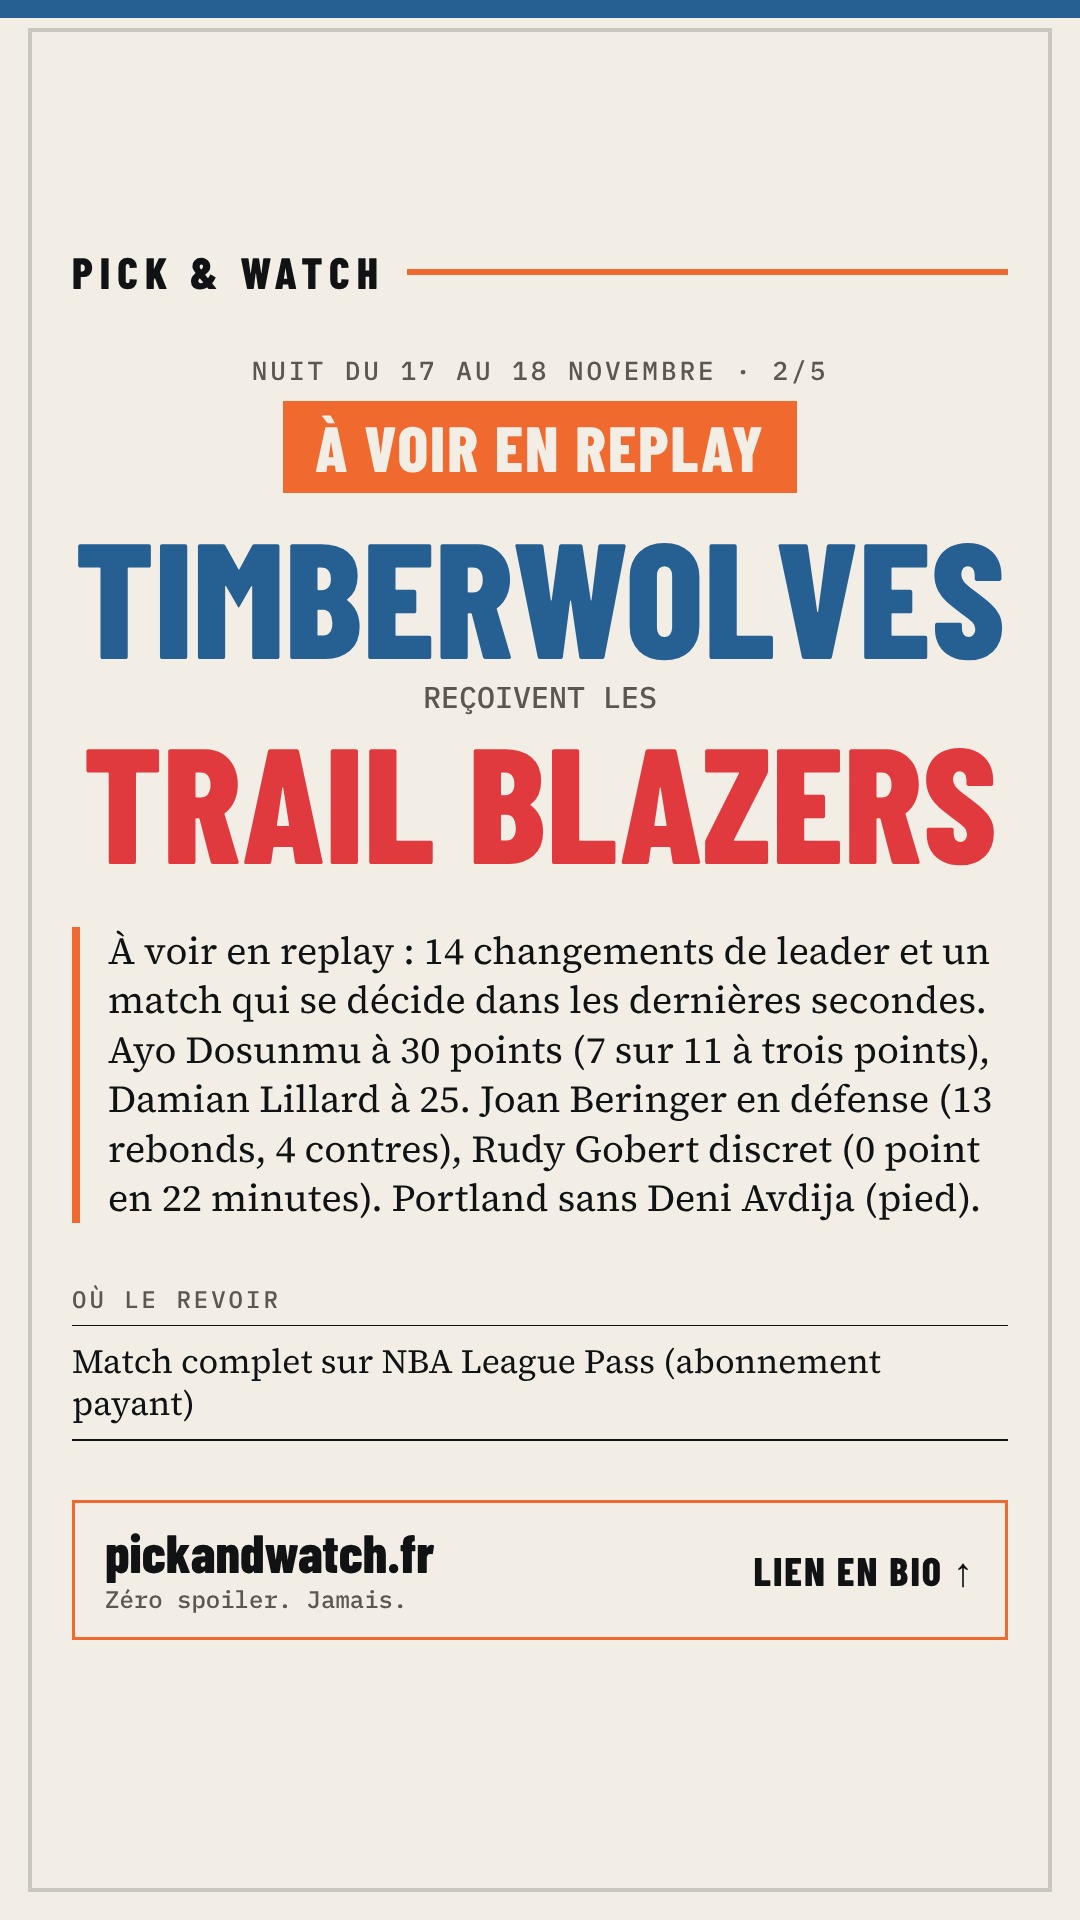 PICK & WATCH
NUIT DU 17 AU 18 NOVEMBRE · 2/5
À VOIR EN REPLAY
TIMBERWOLVES
REÇOIVENT LES
TRAIL BLAZERS
À voir en replay : 14 changements de leader et un
match qui se décide dans les dernières secondes.
Ayo Dosunmu à 30 points (7 sur 11 à trois points),
Damian Lillard à 25. Joan Beringer en défense (13
rebonds, 4 contres), Rudy Gobert discret (0 point
en 22 minutes). Portland sans Deni Avdija (pied).
OÙ LE REVOIR
Match complet sur NBA League Pass (abonnement
payant)
pickandwatch.fr
Zéro spoiler. Jamais.
LIEN EN BIO ↑